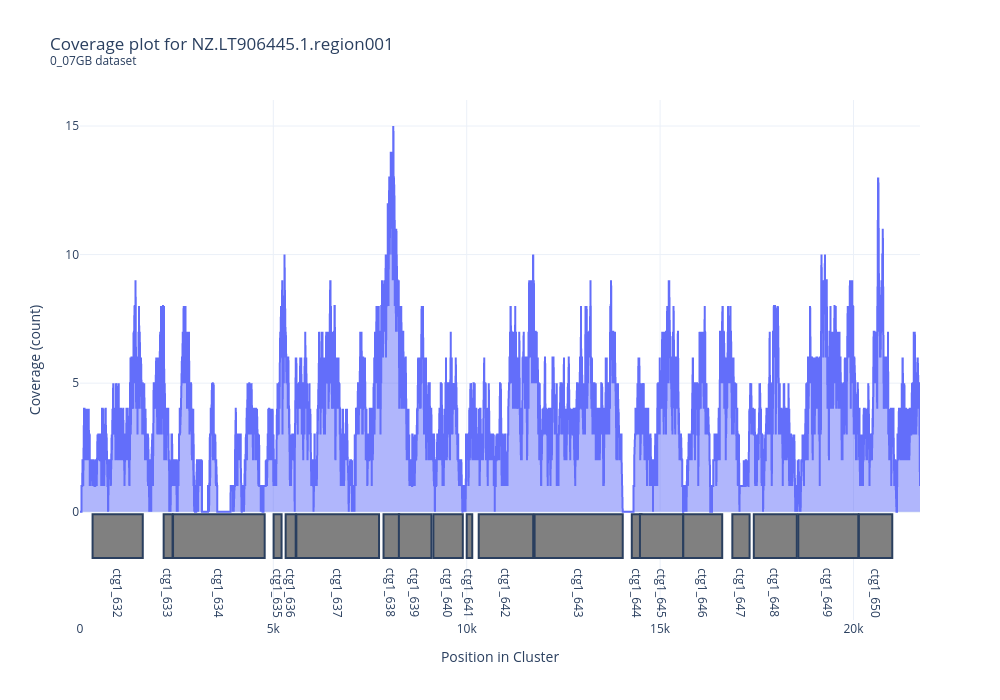 Coverage plot for NZ.LT906445.1.region001
0_07GB dataset
15
10
5
0
Coverage (count)
ctg1_632
ctg1_633
ctg1_634
ctg1_635
ctg1_636
ctg1_637
ctg1_638
ctg1_639
ctg1_640
ctg1_641
ctg1_642
ctg1_643
ctg1_644
ctg1_645
ctg1_646
ctg1_647
ctg1_648
ctg1_649
ctg1_650
0 5k 10k 15k 20k
Position in Cluster